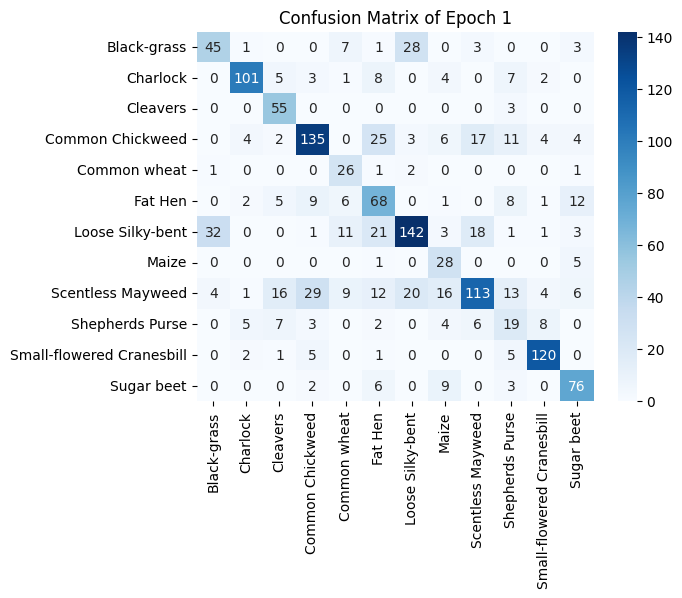 Confusion Matrix of Epoch 1
Black-grass 45 1 0 0 7 1 28 0 3 0 0 3
Charlock 0 101 5 3 1 8 0 4 0 7 2 0
Cleavers 0 0 55 0 0 0 0 0 0 3 0 0
Common Chickweed 0 4 2 135 0 25 3 6 17 11 4 4
Common wheat 1 0 0 0 26 1 2 0 0 0 0 1
Fat Hen 0 2 5 9 6 68 0 1 0 8 1 12
Loose Silky-bent 32 0 0 1 11 21 142 3 18 1 1 3
Maize 0 0 0 0 0 1 0 28 0 0 0 5
Scentless Mayweed 4 1 16 29 9 12 20 16 113 13 4 6
Shepherds Purse 0 5 7 3 0 2 0 4 6 19 8 0
Small-flowered Cranesbill 0 2 1 5 0 1 0 0 0 5 120 0
Sugar beet 0 0 0 2 0 6 0 9 0 3 0 76
Black-grass
Charlock
Cleavers
Common Chickweed
Common wheat
Fat Hen
Loose Silky-bent
Maize
Scentless Mayweed
Shepherds Purse
Small-flowered Cranesbill
Sugar beet
140
120
100
80
60
40
20
0